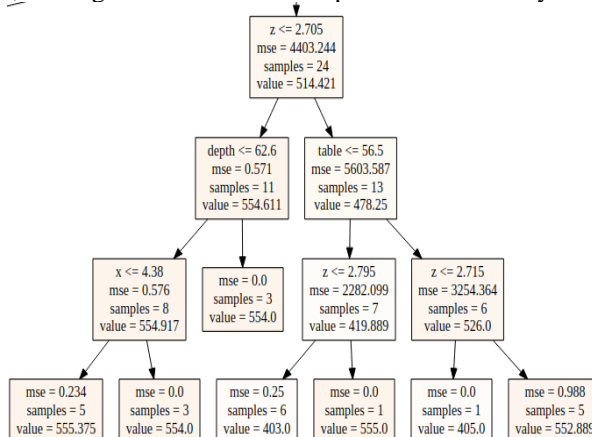 z <= 2.705
mse = 4403.244
samples = 24
value = 514.421
depth <= 62.6
mse = 0.571
samples = 11
value = 554.611
table <= 56.5
mse = 5603.587
samples = 13
value = 478.25
x <= 4.38
mse = 0.576
samples = 8
value = 554.917
mse = 0.0
samples = 3
value = 554.0
z <= 2.795
mse = 2282.099
samples = 7
value = 419.889
z <= 2.715
mse = 3254.364
samples = 6
value = 526.0
mse = 0.234
samples = 5
value = 555.375
mse = 0.0
samples = 3
value = 554.0
mse = 0.25
samples = 6
value = 403.0
mse = 0.0
samples = 1
value = 555.0
mse = 0.0
samples = 1
value = 405.0
mse = 0.988
samples = 5
value = 552.889